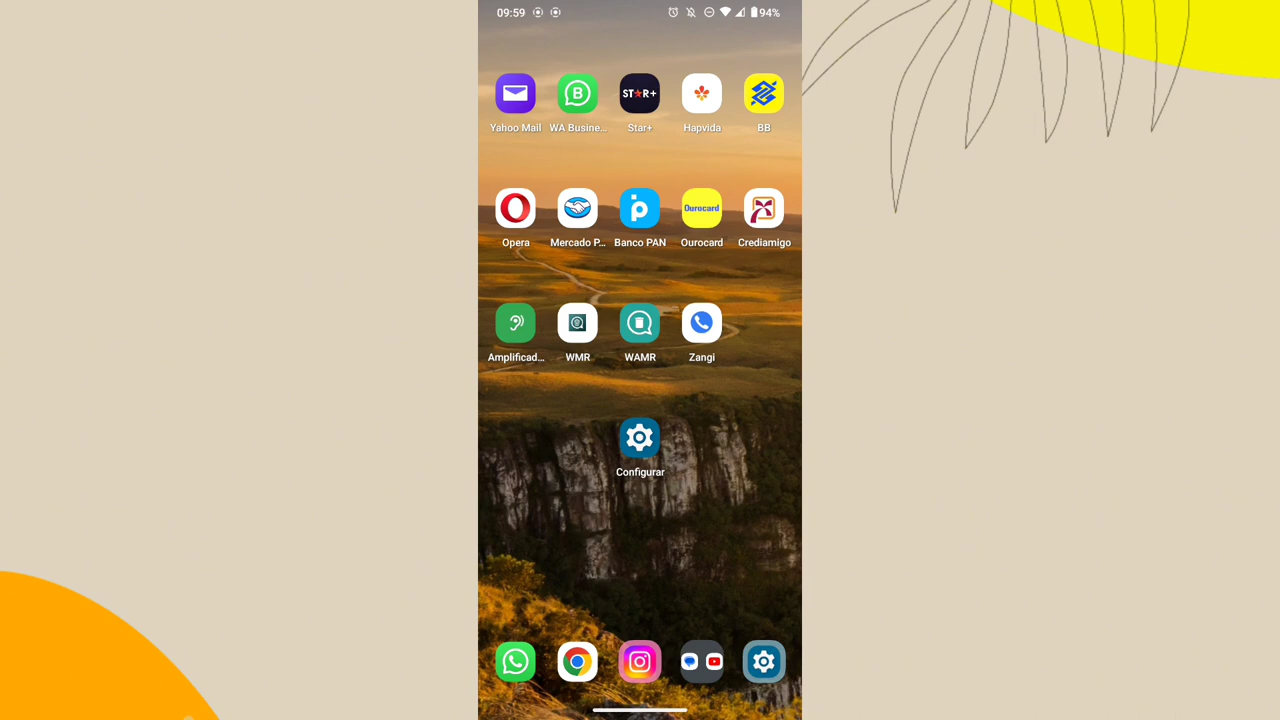 09:59 94%
Yahoo Mail WA Busine... Star+ Hapvida BB
ST★R+
Opera Mercado P... Banco PAN Ourocard Crediamigo
Ourocard
Amplificad... WMR WAMR Zangi
Configurar